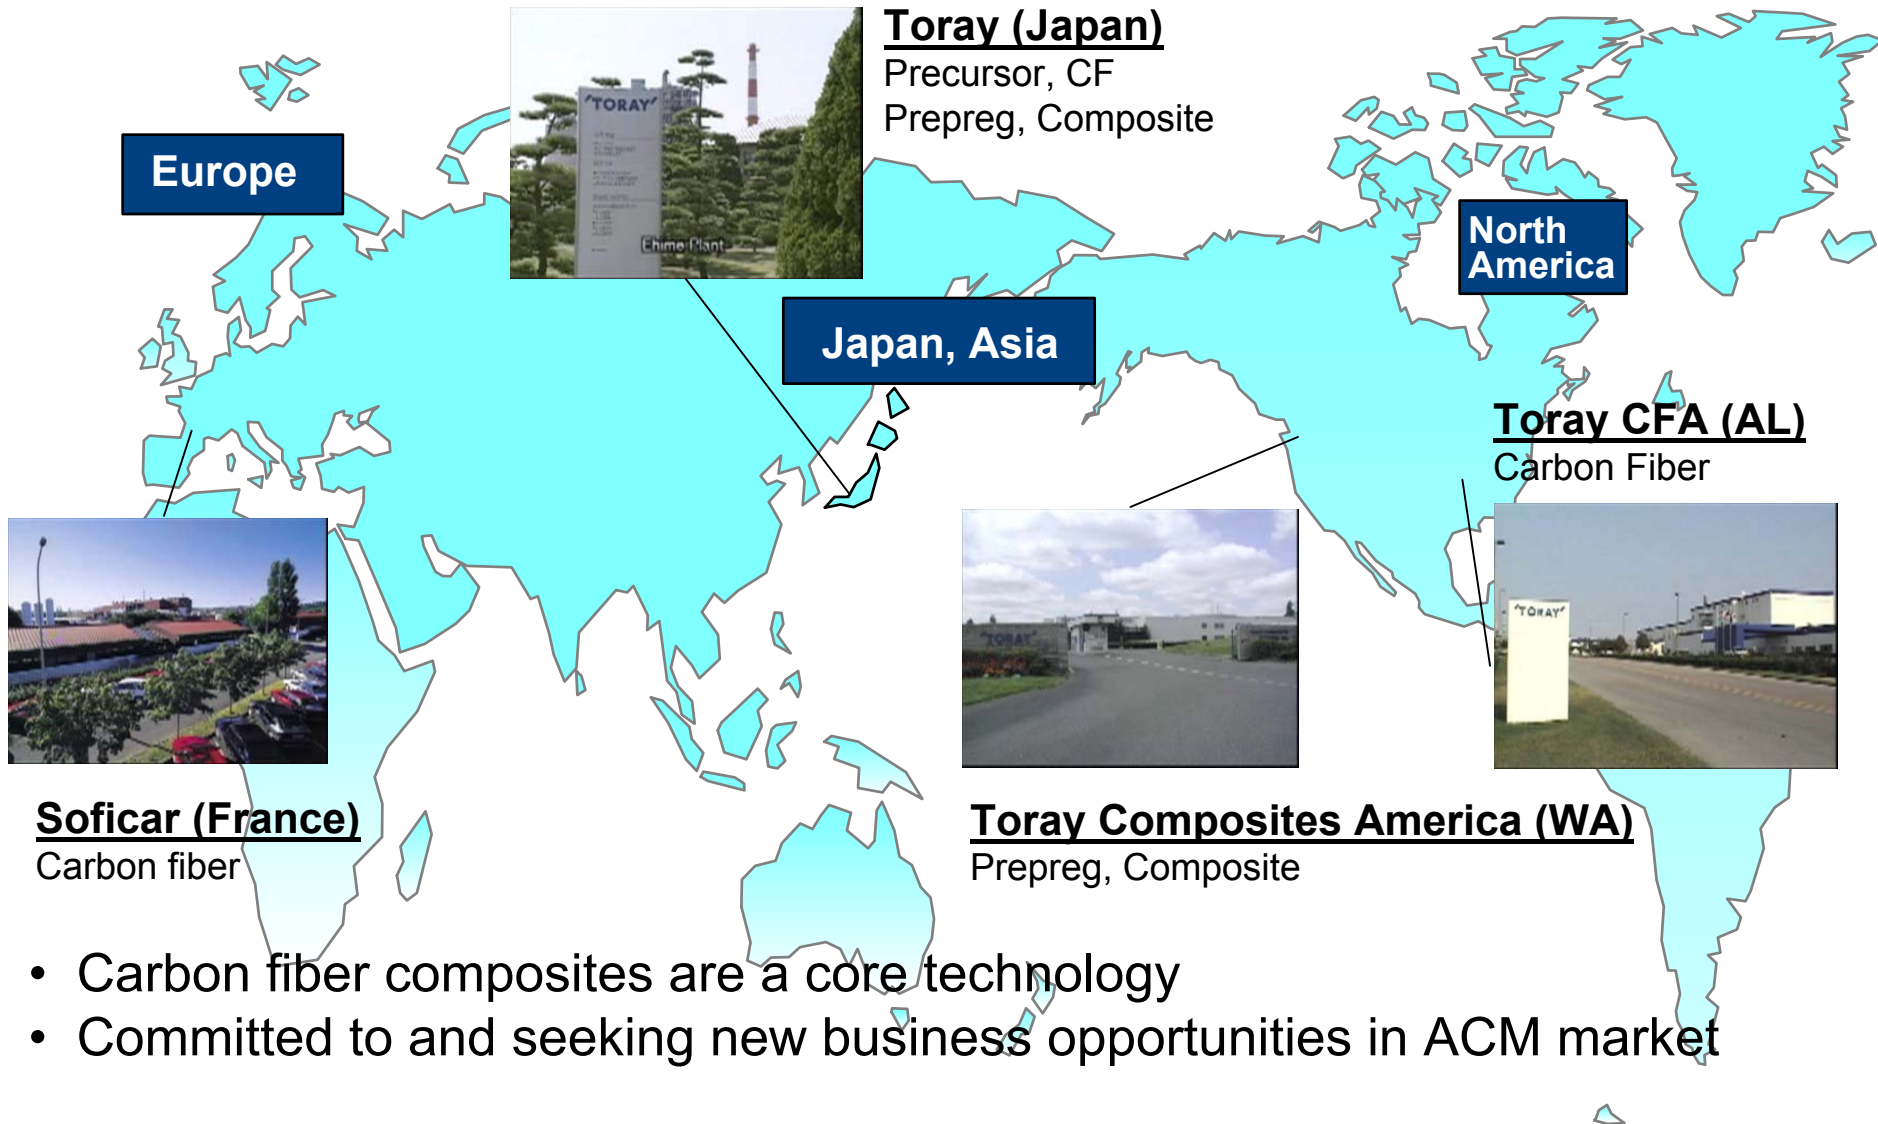 Toray (Japan)
Precursor, CF
Prepreg, Composite
'TORAY'
Ehime Plant
Europe
North
America
Japan, Asia
Toray CFA (AL)
Carbon Fiber
'TORAY'
'TORAY'
Soficar (France)
Carbon fiber
Toray Composites America (WA)
Prepreg, Composite
• Carbon fiber composites are a core technology
• Committed to and seeking new business opportunities in ACM market